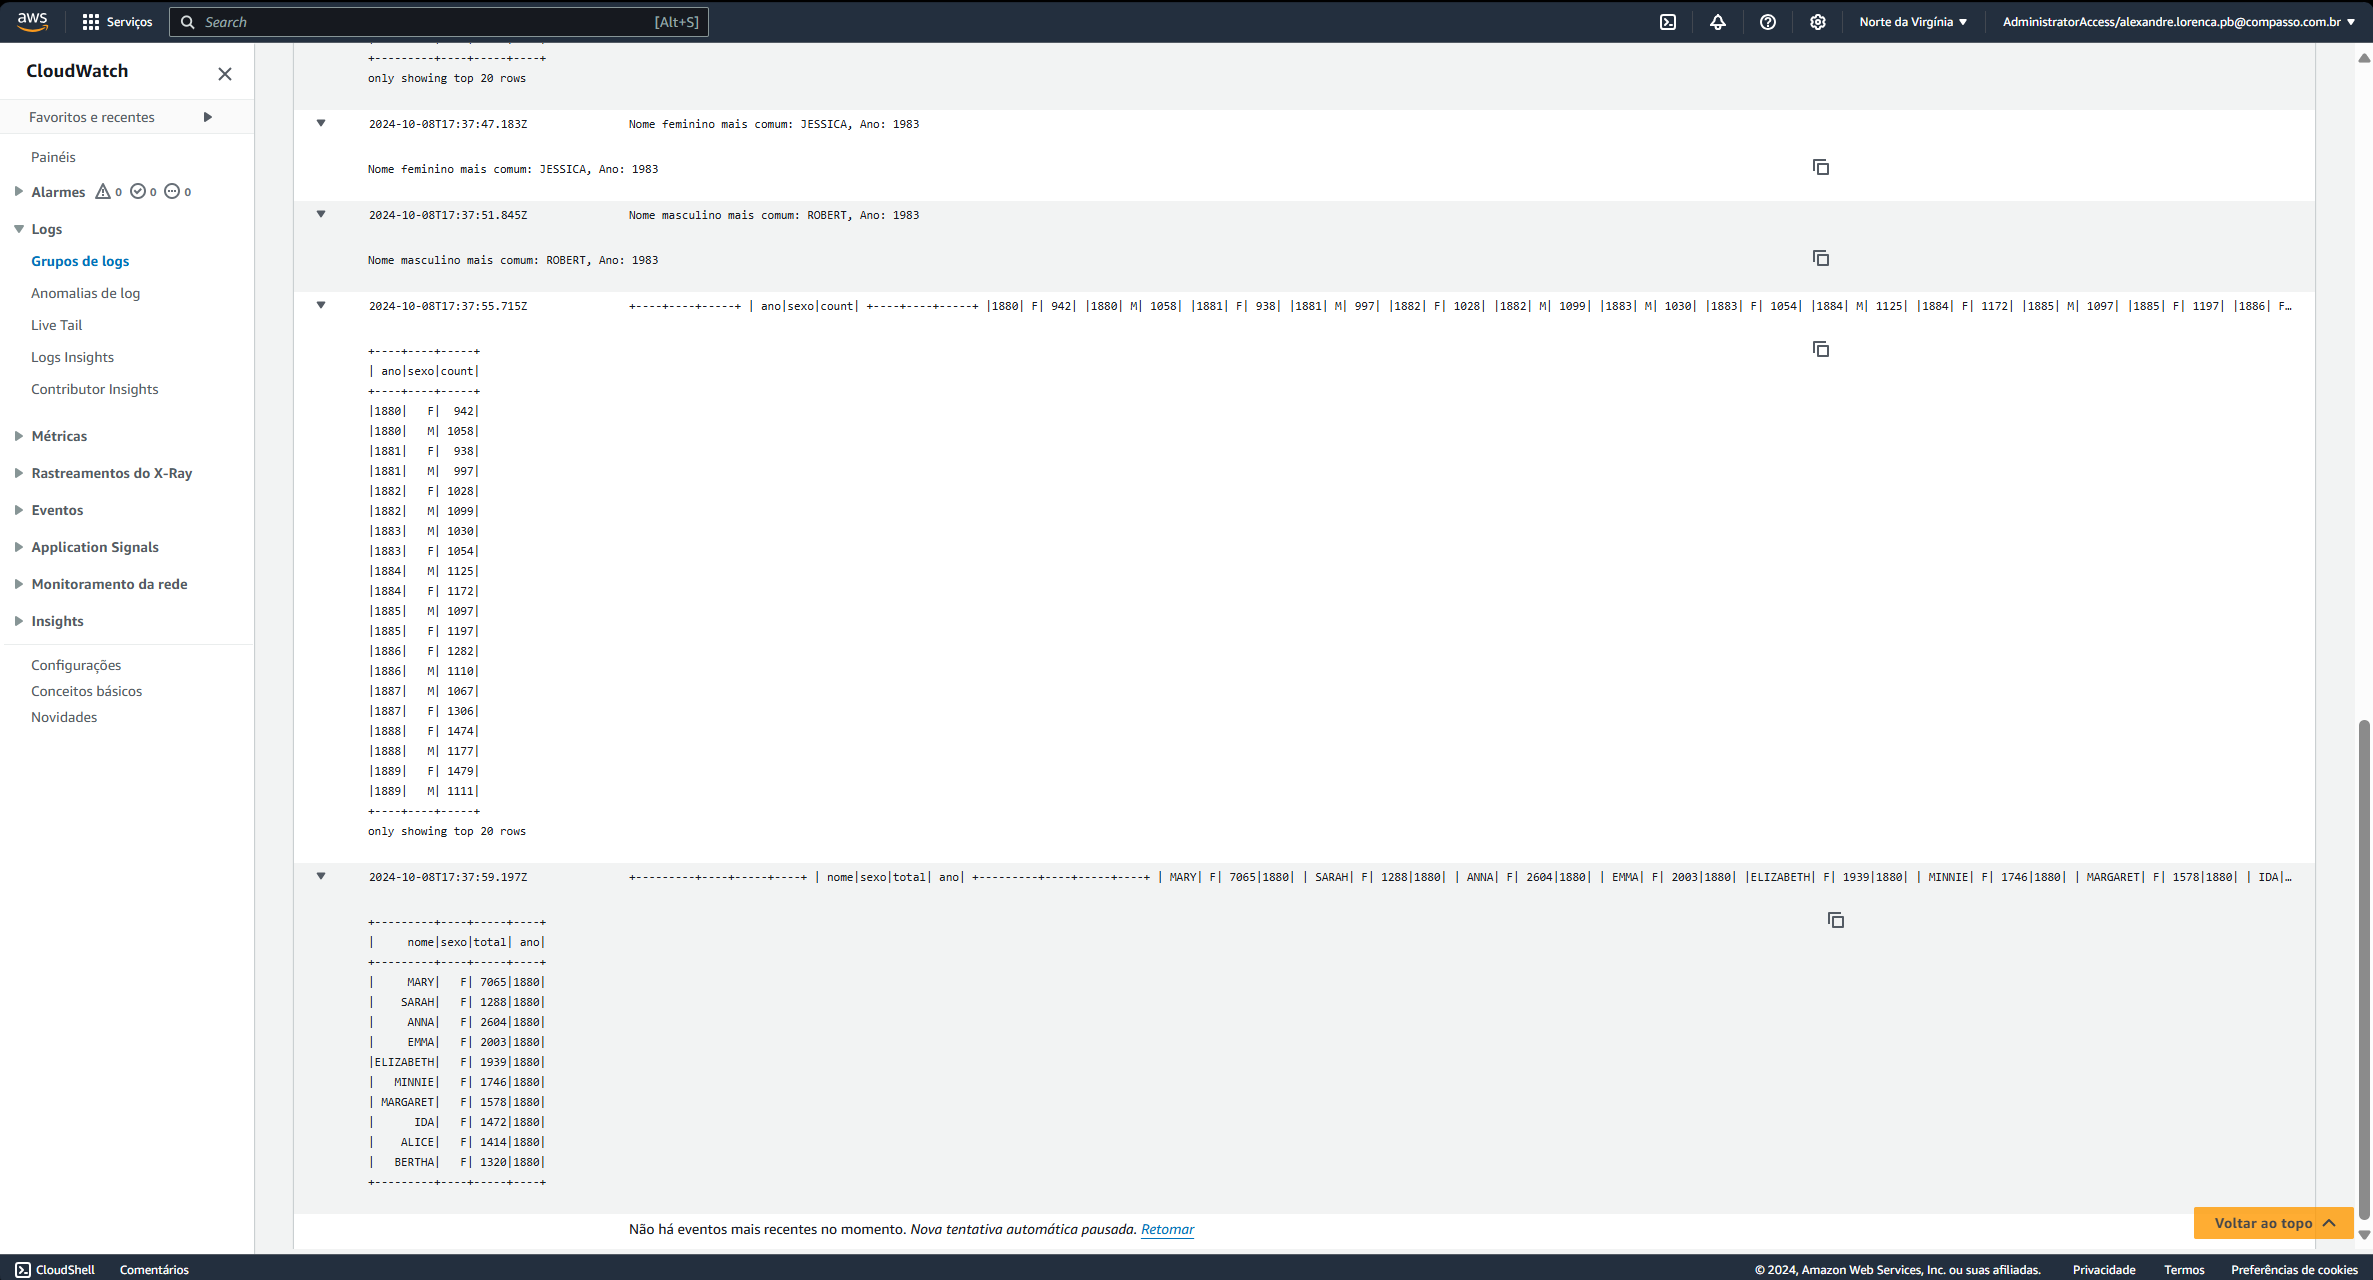 aws
Serviços
Search
[Alt+S]
Norte da Virgínia
AdministratorAccess/alexandre.lorenca.pb@compasso.com.br
CloudWatch
Favoritos e recentes
Painéis
Alarmes 0 0 0
Logs
Grupos de logs
Anomalias de log
Live Tail
Logs Insights
Contributor Insights
Métricas
Rastreamentos do X-Ray
Eventos
Application Signals
Monitoramento da rede
Insights
Configurações
Conceitos básicos
Novidades
+---------+----+-----+----+
only showing top 20 rows
2024-10-08T17:37:47.183Z Nome feminino mais comum: JESSICA, Ano: 1983
Nome feminino mais comum: JESSICA, Ano: 1983
2024-10-08T17:37:51.845Z Nome masculino mais comum: ROBERT, Ano: 1983
Nome masculino mais comum: ROBERT, Ano: 1983
2024-10-08T17:37:55.715Z +----+----+-----+ | ano|sexo|count| +----+----+-----+ |1880| F| 942| |1880| M| 1058| |1881| F| 938| |1881| M| 997| |1882| F| 1028| |1882| M| 1099| |1883| M| 1030| |1883| F| 1054| |1884| M| 1125| |1884| F| 1172| |1885| M| 1097| |1885| F| 1197| |1886| F…
+----+----+-----+
| ano|sexo|count|
+----+----+-----+
|1880|   F|  942|
|1880|   M| 1058|
|1881|   F|  938|
|1881|   M|  997|
|1882|   F| 1028|
|1882|   M| 1099|
|1883|   M| 1030|
|1883|   F| 1054|
|1884|   M| 1125|
|1884|   F| 1172|
|1885|   M| 1097|
|1885|   F| 1197|
|1886|   F| 1282|
|1886|   M| 1110|
|1887|   M| 1067|
|1887|   F| 1306|
|1888|   F| 1474|
|1888|   M| 1177|
|1889|   F| 1479|
|1889|   M| 1111|
+----+----+-----+
only showing top 20 rows
2024-10-08T17:37:59.197Z +---------+----+-----+----+ | nome|sexo|total| ano| +---------+----+-----+----+ | MARY| F| 7065|1880| | SARAH| F| 1288|1880| | ANNA| F| 2604|1880| | EMMA| F| 2003|1880| |ELIZABETH| F| 1939|1880| | MINNIE| F| 1746|1880| | MARGARET| F| 1578|1880| | IDA|…
+---------+----+-----+----+
|     nome|sexo|total| ano|
+---------+----+-----+----+
|     MARY|   F| 7065|1880|
|    SARAH|   F| 1288|1880|
|     ANNA|   F| 2604|1880|
|     EMMA|   F| 2003|1880|
|ELIZABETH|   F| 1939|1880|
|   MINNIE|   F| 1746|1880|
| MARGARET|   F| 1578|1880|
|      IDA|   F| 1472|1880|
|    ALICE|   F| 1414|1880|
|   BERTHA|   F| 1320|1880|
+---------+----+-----+----+
Não há eventos mais recentes no momento. Nova tentativa automática pausada. Retomar
Voltar ao topo
CloudShell
Comentários
© 2024, Amazon Web Services, Inc. ou suas afiliadas.
Privacidade
Termos
Preferências de cookies